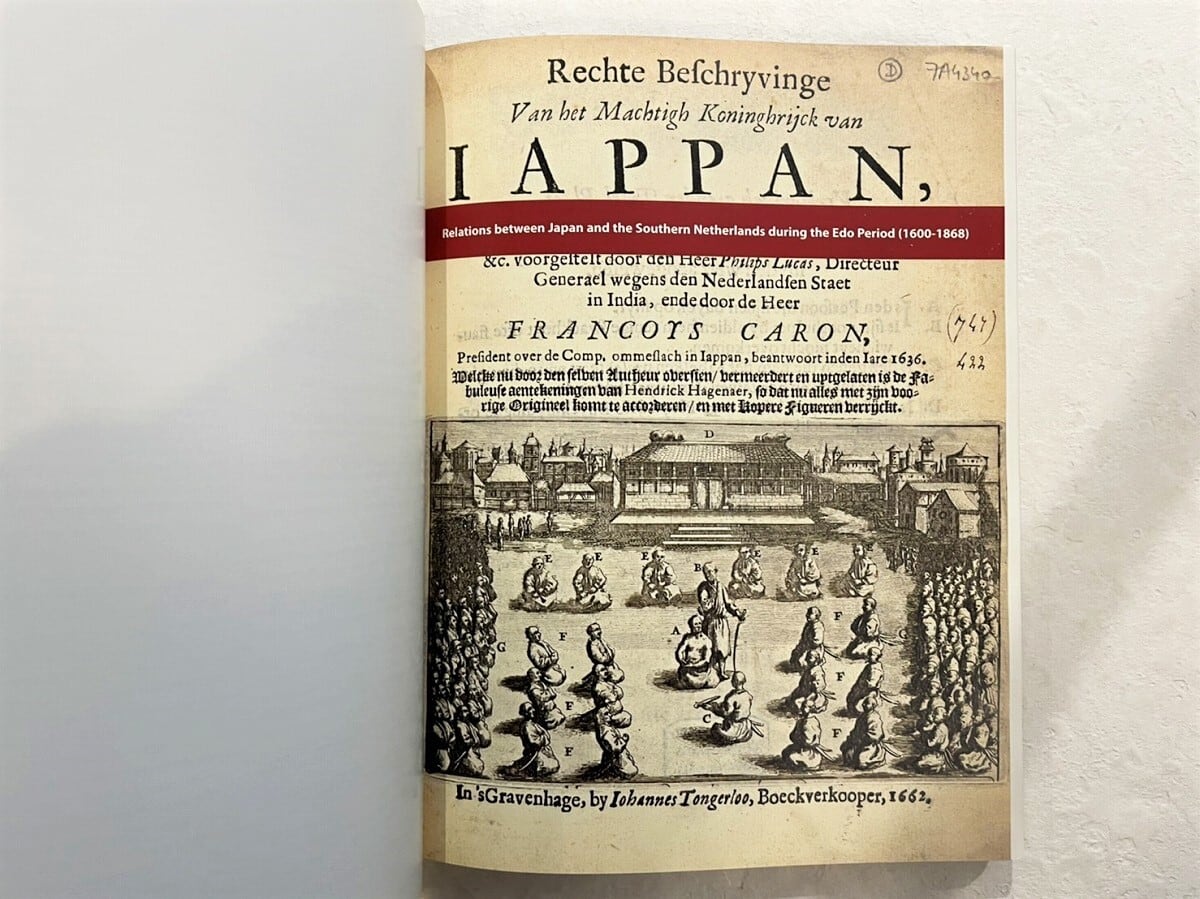 Rechte Beſchryvinge
Ⓓ 7A4340
Van het Machtigh Koninghrijck van
IAPPAN,
Relations between Japan and the Southern Netherlands during the Edo Period (1600-1868)
&c. voorgeſtelt door den Heer Philips Lucas, Directeur
Generael wegens den Nederlandſen Staet
in India, ende door de Heer
FRANCOYS CARON,
(747)
422
Preſident over de Comp. ommeſlach in Iappan, beantwoort inden Iare 1636.
Welcke nu door den ſelven Autheur overſien/ vermeerdert en uytgelaten is de Fa-
buleuſe aentekeningen van Hendrick Hagenaer, ſo dat nu alles met zijn voo-
rige Origineel komt te accorderen/ en met Kopere Figueren verrijckt.
D
E E E B E E E
A
F F F F F F
G G
C
In 'sGravenhage, by Iohannes Tongerloo, Boeckverkooper, 1662.